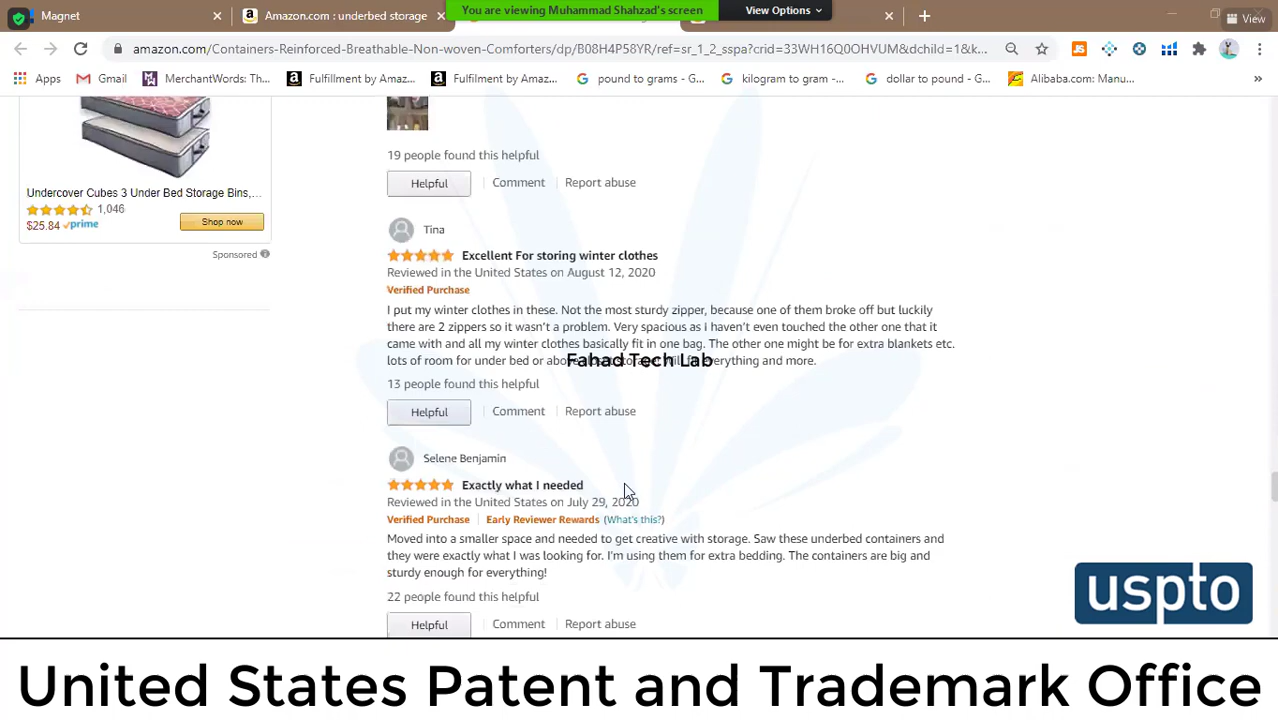 Magnet
Amazon.com : underbed storage
You are viewing Muhammad Shahzad's screen
View Options
View
amazon.com/Containers-Reinforced-Breathable-Non-woven-Comforters/dp/B08H4P58YR/ref=sr_1_2_sspa?crid=33WH16Q0OHVUM&dchild=1&k...
Apps
Gmail
MerchantWords: Th...
Fulfillment by Amaz...
Fulfilment by Amaz...
pound to grams - G...
kilogram to gram -...
dollar to pound - G...
Alibaba.com: Manu...
»
Undercover Cubes 3 Under Bed Storage Bins,...
1,046
$25.84 prime
Shop now
Sponsored
19 people found this helpful
Helpful
Comment
Report abuse
Tina
Excellent For storing winter clothes
Reviewed in the United States on August 12, 2020
Verified Purchase
I put my winter clothes in these. Not the most sturdy zipper, because one of them broke off but luckily
there are 2 zippers so it wasn't a problem. Very spacious as I haven't even touched the other one that it
came with and all my winter clothes basically fit in one bag. The other one might be for extra blankets etc.
lots of room for under bed or above everything and more.
Fahad Tech Lab
13 people found this helpful
Helpful
Comment
Report abuse
Selene Benjamin
Exactly what I needed
Reviewed in the United States on July 29, 2020
Verified Purchase
Early Reviewer Rewards (What's this?)
Moved into a smaller space and needed to get creative with storage. Saw these underbed containers and
they were exactly what I was looking for. I'm using them for extra bedding. The containers are big and
sturdy enough for everything!
22 people found this helpful
Helpful
Comment
Report abuse
uspto
United States Patent and Trademark Office